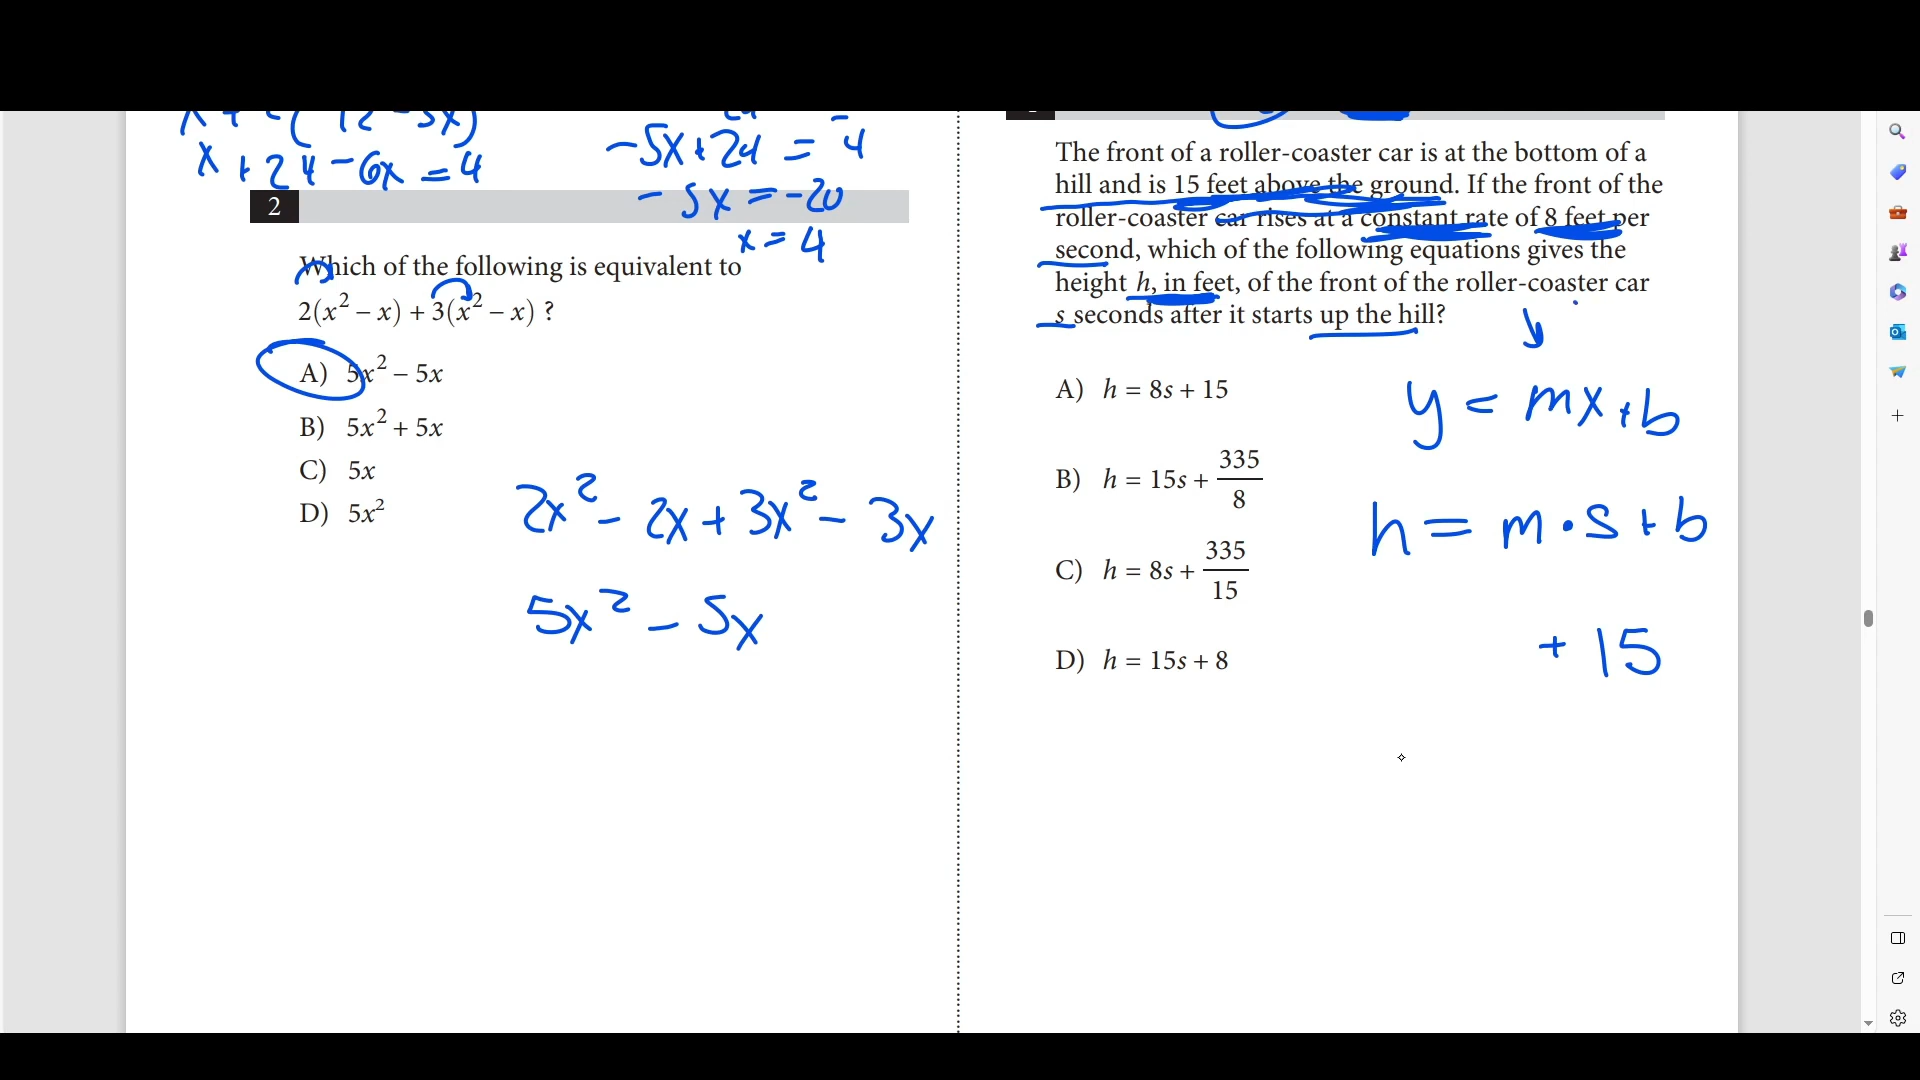 x + 2(12 - 3x)
x + 24 - 6x = 4
-5x + 24 = 4
-5x = -20
x = 4
2
Which of the following is equivalent to
2(x² − x) + 3(x² − x) ?
A) 5x² − 5x
B) 5x² + 5x
C) 5x
D) 5x²
2x² - 2x + 3x² - 3x
5x² - 5x
The front of a roller-coaster car is at the bottom of a
hill and is 15 feet above the ground. If the front of the
roller-coaster car rises at a constant rate of 8 feet per
second, which of the following equations gives the
height h, in feet, of the front of the roller-coaster car
s seconds after it starts up the hill?
A) h = 8s + 15
B) h = 15s + 335/8
C) h = 8s + 335/15
D) h = 15s + 8
y = mx + b
h = m · s + b
+ 15